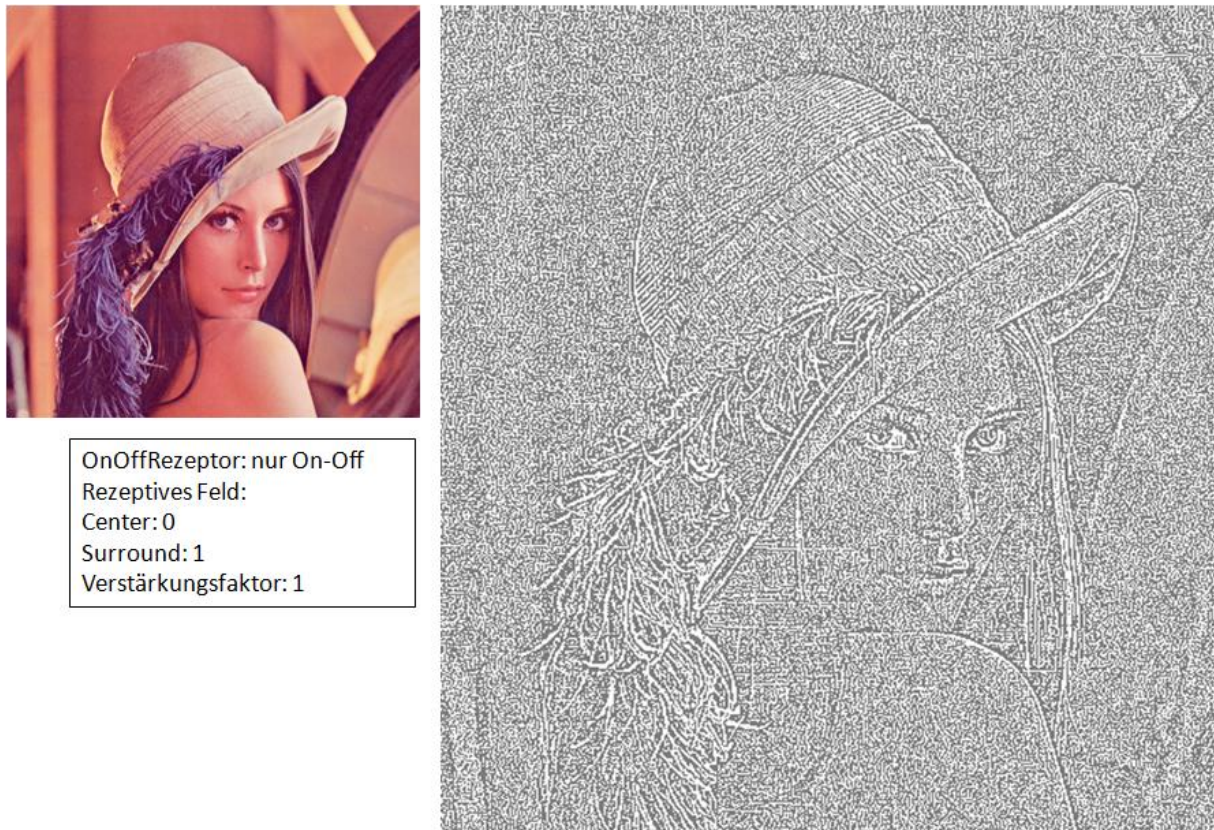 OnOffRezeptor: nur On-Off
Rezeptives Feld:
Center: 0
Surround: 1
Verstärkungsfaktor: 1